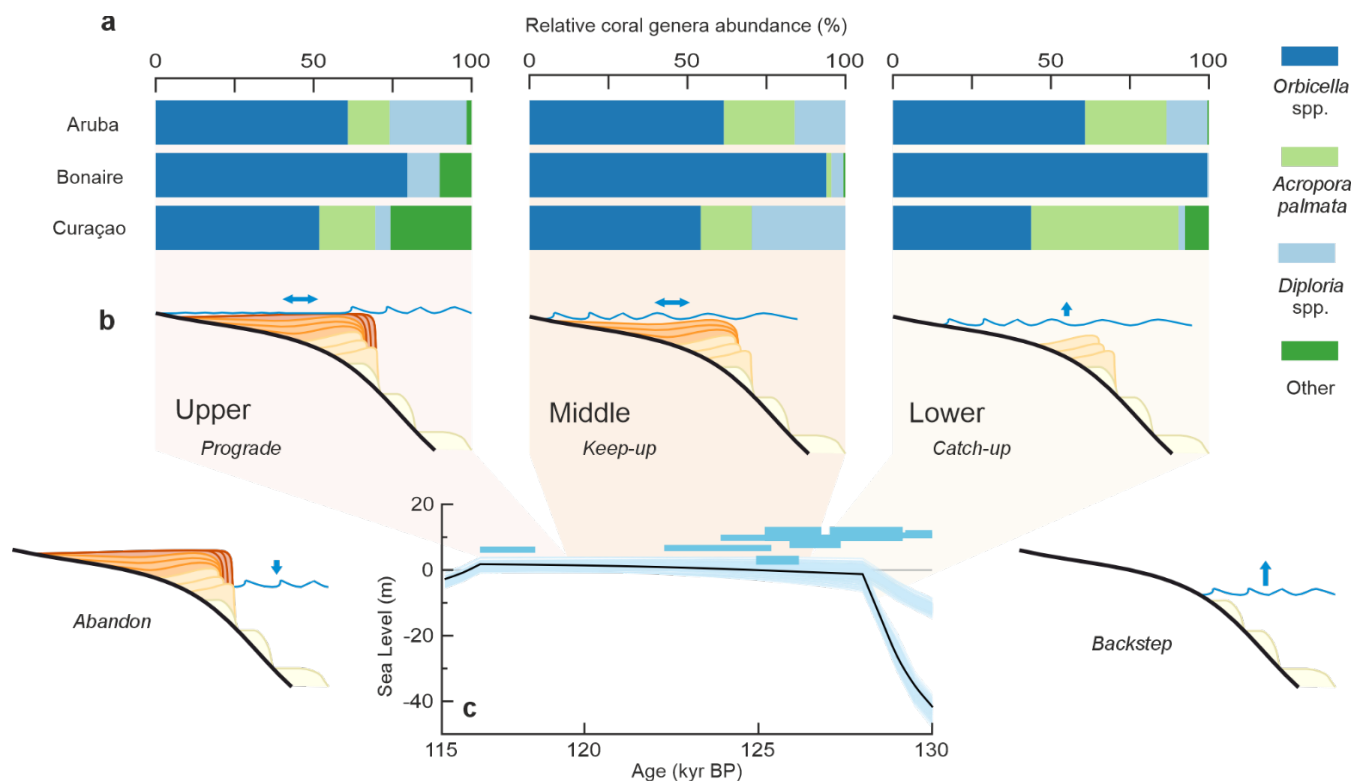 a
Relative coral genera abundance (%)
0 50 100 0 50 100 0 50 100
Aruba
Bonaire
Curaçao
Orbicella
spp.
Acropora
palmata
Diploria
spp.
Other
b
Upper
Prograde
Middle
Keep-up
Lower
Catch-up
Abandon
Backstep
Sea Level (m)
20
0
-20
-40
c
115 120 125 130
Age (kyr BP)